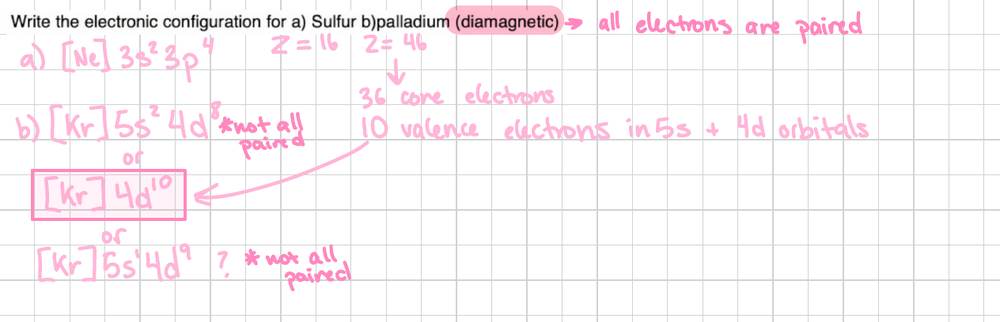 Write the electronic configuration for a) Sulfur b)palladium (diamagnetic) → all electrons are paired
a) [Ne] 3s² 3p⁴ Z = 16 Z = 46
↓
36 core electrons
b) [Kr] 5s² 4d⁸ *not all paired 10 valence electrons in 5s + 4d orbitals
or
[Kr] 4d¹⁰
or
[Kr] 5s¹ 4d⁹ ? * not all paired